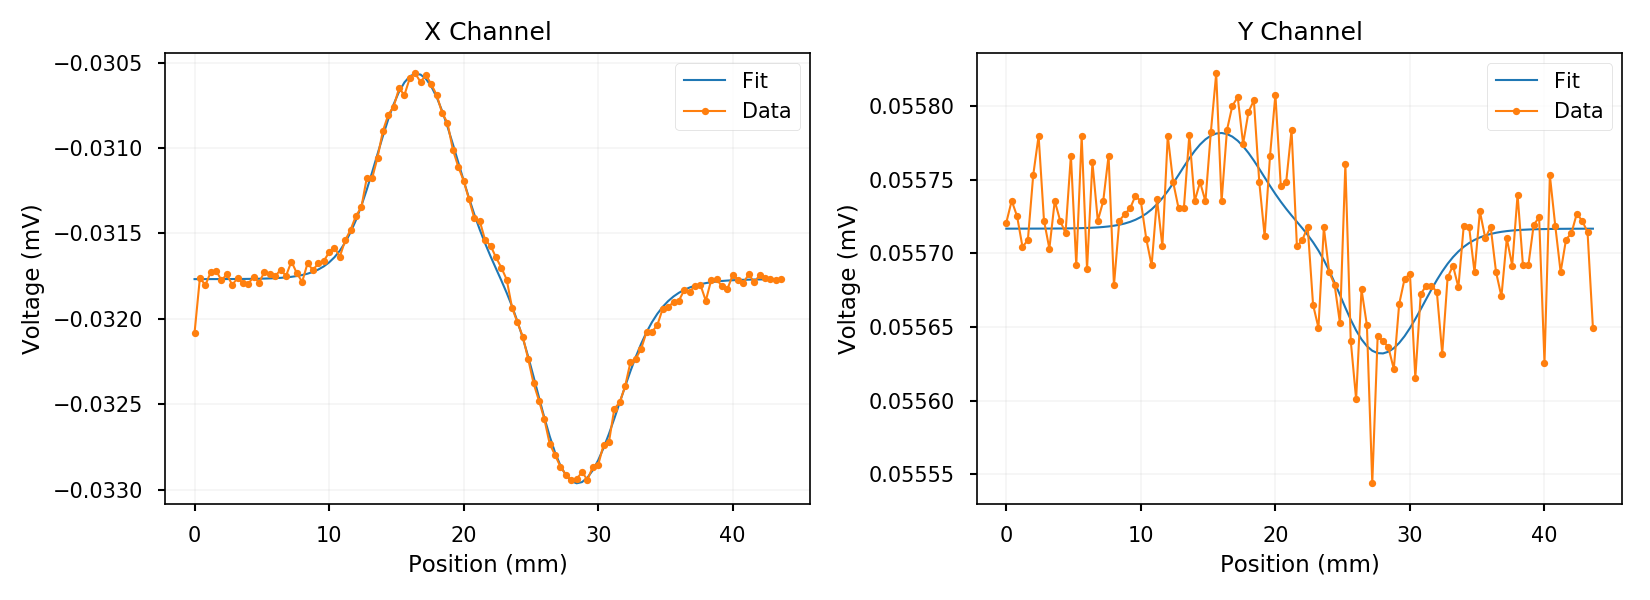 X Channel
Voltage (mV)
−0.0305
−0.0310
−0.0315
−0.0320
−0.0325
−0.0330
Fit
Data
0 10 20 30 40
Position (mm)
Y Channel
Voltage (mV)
0.05580
0.05575
0.05570
0.05565
0.05560
0.05555
Fit
Data
0 10 20 30 40
Position (mm)